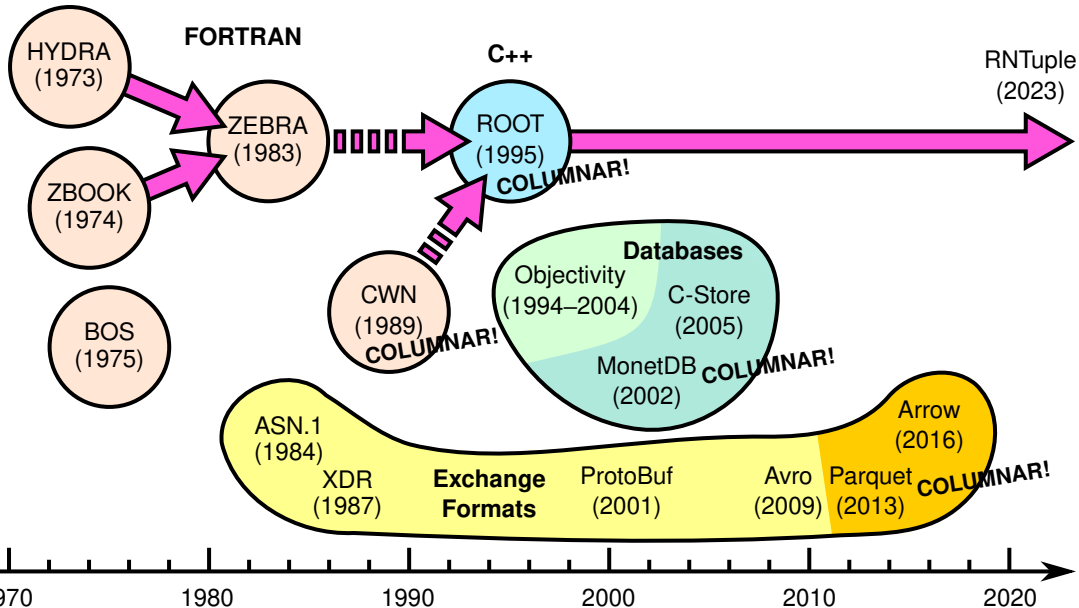 HYDRA
(1973)
FORTRAN
ZBOOK
(1974)
ZEBRA
(1983)
BOS
(1975)
C++
ROOT
(1995)
COLUMNAR!
RNTuple
(2023)
CWN
(1989)
COLUMNAR!
Databases
Objectivity
(1994–2004)
C-Store
(2005)
MonetDB
(2002)
COLUMNAR!
ASN.1
(1984)
XDR
(1987)
Exchange
Formats
ProtoBuf
(2001)
Avro
(2009)
Parquet
(2013)
Arrow
(2016)
COLUMNAR!
970
1980
1990
2000
2010
2020